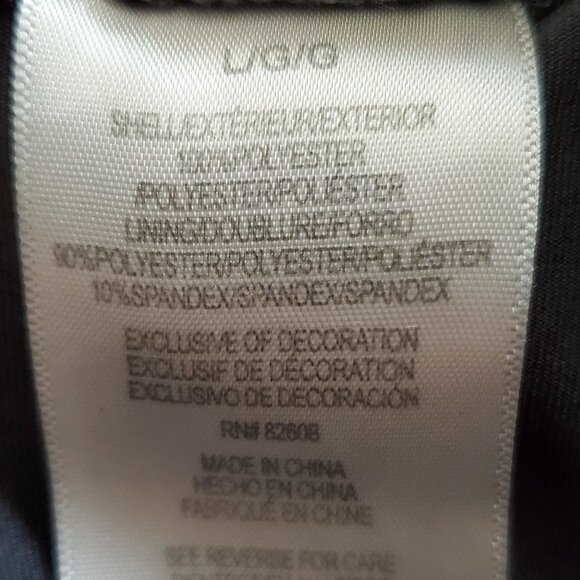 L/G/G
SHELL/EXTÉRIEUR/EXTERIOR
100%POLYESTER
/POLYESTER/POLIÉSTER
LINING/DOUBLURE/FORRO
90%POLYESTER/POLYESTER/POLIÉSTER
10%SPANDEX/SPANDEX/SPANDEX
EXCLUSIVE OF DECORATION
EXCLUSIF DE DÉCORATION
EXCLUSIVO DE DECORACIÓN
RN# 82608
MADE IN CHINA
HECHO EN CHINA
FABRIQUÉ EN CHINE
SEE REVERSE FOR CARE